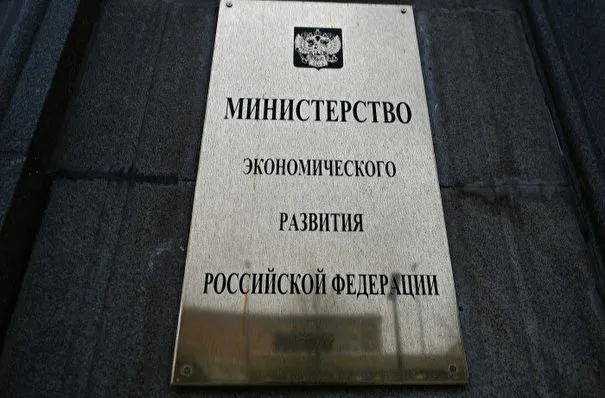 МИНИСТЕРСТВО
ЭКОНОМИЧЕСКОГО
РАЗВИТИЯ
РОССИЙСКОЙ ФЕДЕРАЦИИ